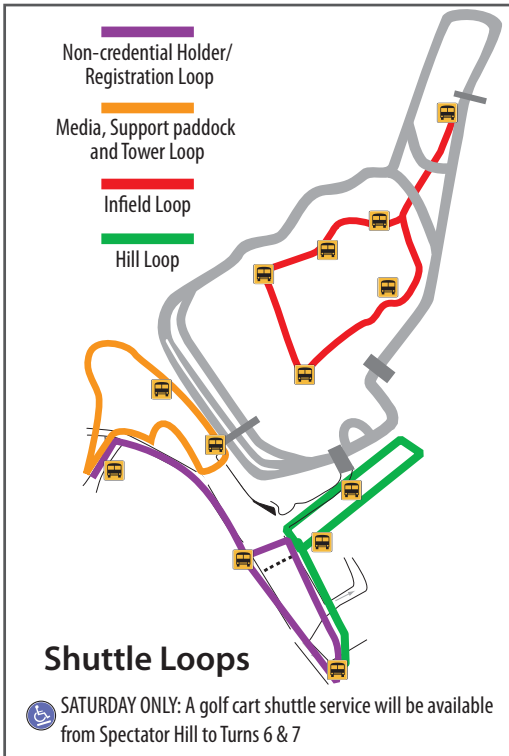 Non-credential Holder/
Registration Loop
Media, Support paddock
and Tower Loop
Infield Loop
Hill Loop
Shuttle Loops
SATURDAY ONLY: A golf cart shuttle service will be available
from Spectator Hill to Turns 6 & 7